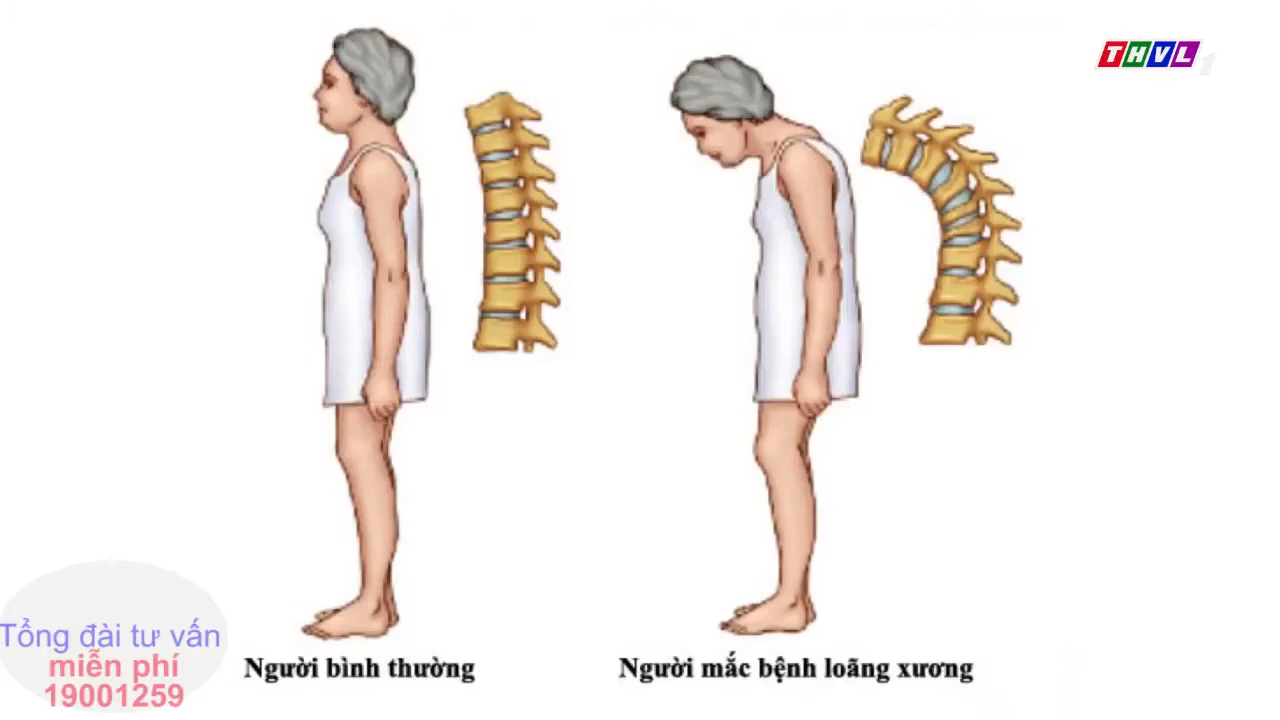 THVL1
Người bình thường
Người mắc bệnh loãng xương
Tổng đài tư vấn
miễn phí
19001259